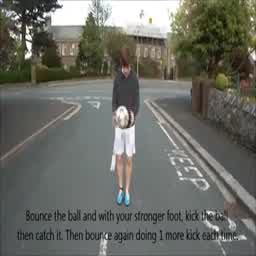 KEEP
Bounce the ball and with your stronger foot, kick the ball
then catch it. Then bounce again doing 1 more kick each time.